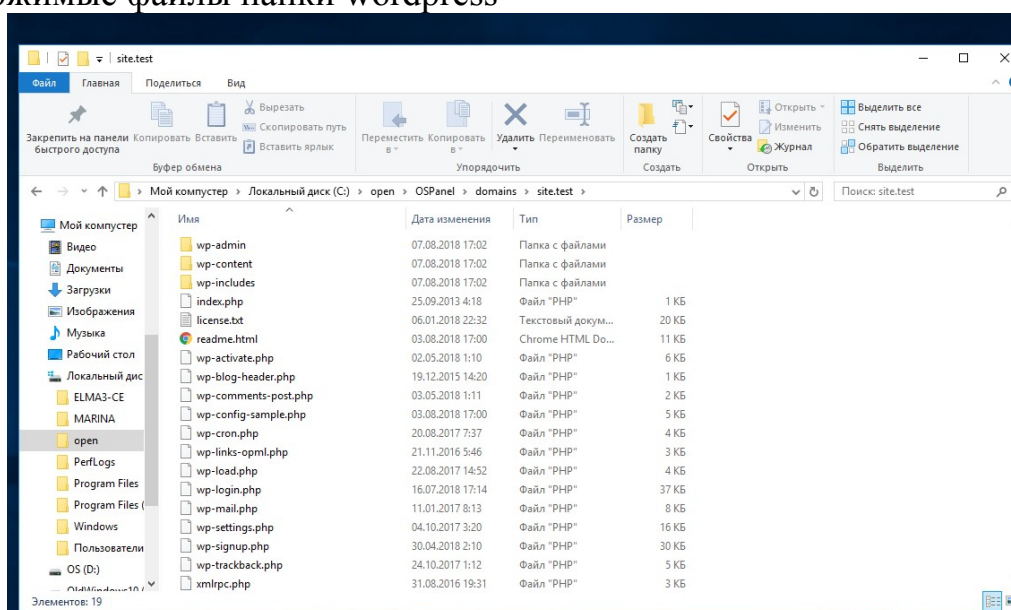 жимые файлы папки wordpress
site.test
Файл Главная Поделиться Вид
Закрепить на панели быстрого доступа
Копировать
Вставить
Вырезать
Скопировать путь
Вставить ярлык
Буфер обмена
Переместить в
Копировать в
Удалить
Переименовать
Упорядочить
Создать папку
Создать
Свойства
Открыть
Изменить
Журнал
Открыть
Выделить все
Снять выделение
Обратить выделение
Выделить
Мой компустер › Локальный диск (C:) › open › OSPanel › domains › site.test ›
Поиск: site.test
Мой компустер
Видео
Документы
Загрузки
Изображения
Музыка
Рабочий стол
Локальный дис
ELMA3-CE
MARINA
open
PerfLogs
Program Files
Program Files (
Windows
Пользователи
OS (D:)
OldWindows10 (
Имя Дата изменения Тип Размер
wp-admin 07.08.2018 17:02 Папка с файлами
wp-content 07.08.2018 17:02 Папка с файлами
wp-includes 07.08.2018 17:02 Папка с файлами
index.php 25.09.2013 4:18 Файл "PHP" 1 КБ
license.txt 06.01.2018 22:32 Текстовый докум... 20 КБ
readme.html 03.08.2018 17:00 Chrome HTML Do... 11 КБ
wp-activate.php 02.05.2018 1:10 Файл "PHP" 6 КБ
wp-blog-header.php 19.12.2015 14:20 Файл "PHP" 1 КБ
wp-comments-post.php 03.05.2018 1:11 Файл "PHP" 2 КБ
wp-config-sample.php 03.08.2018 17:00 Файл "PHP" 5 КБ
wp-cron.php 20.08.2017 7:37 Файл "PHP" 4 КБ
wp-links-opml.php 21.11.2016 5:46 Файл "PHP" 3 КБ
wp-load.php 22.08.2017 14:52 Файл "PHP" 4 КБ
wp-login.php 16.07.2018 17:14 Файл "PHP" 37 КБ
wp-mail.php 11.01.2017 8:13 Файл "PHP" 8 КБ
wp-settings.php 04.10.2017 3:20 Файл "PHP" 16 КБ
wp-signup.php 30.04.2018 2:10 Файл "PHP" 30 КБ
wp-trackback.php 24.10.2017 1:12 Файл "PHP" 5 КБ
xmlrpc.php 31.08.2016 19:31 Файл "PHP" 3 КБ
Элементов: 19